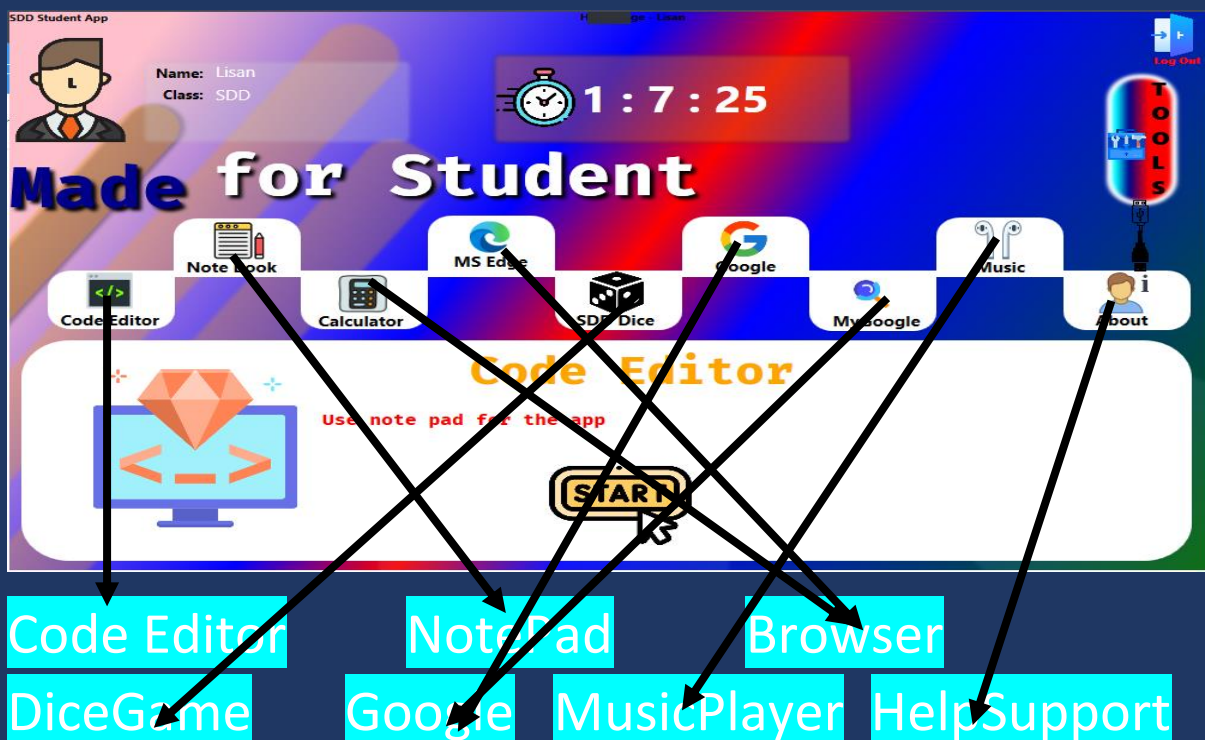 SDD Student App
ge - Lisan
Log Out
Name: Lisan
Class: SDD
1 : 7 : 25
TOOLS
Made for Student
Note Book
MS Edge
Google
Music
Code Editor
Calculator
SDD Dice
MyGoogle
About
Code Editor
Use note pad for the app
START
Code Editor
NotePad
Browser
DiceGame
Google
MusicPlayer
HelpSupport